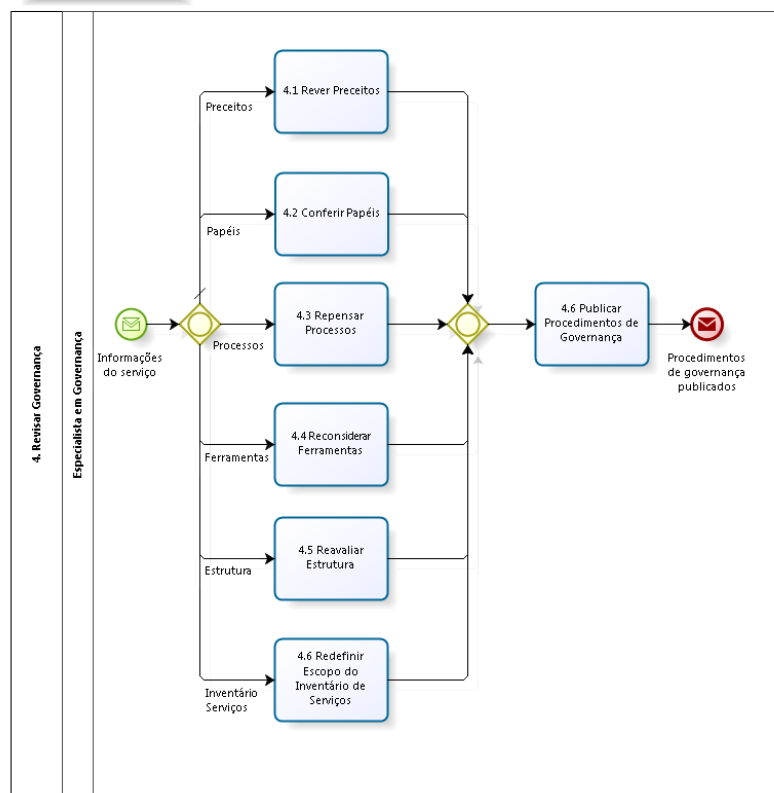 4. Revisar Governança
Especialista em Governança
Informações
do serviço
Preceitos
4.1 Rever Preceitos
Papéis
4.2 Conferir Papéis
Processos
4.3 Repensar
Processos
Ferramentas
4.4 Reconsiderar
Ferramentas
Estrutura
4.5 Reavaliar
Estrutura
Inventário
Serviços
4.6 Redefinir
Escopo do
Inventário de
Serviços
4.6 Publicar
Procedimentos de
Governança
Procedimentos
de governança
publicados